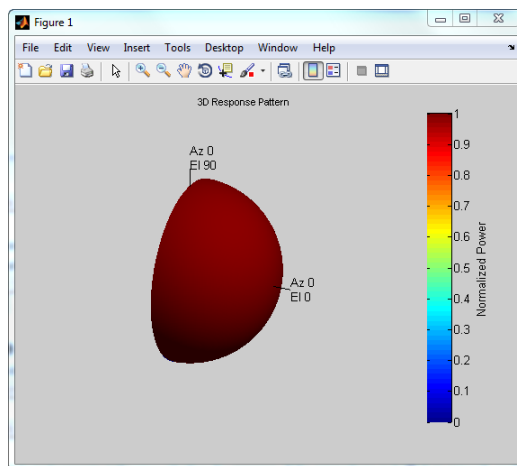 Figure 1
File Edit View Insert Tools Desktop Window Help
3D Response Pattern
Az 0
El 90
Az 0
El 0
1
0.9
0.8
0.7
0.6
0.5
0.4
0.3
0.2
0.1
0
Normalized Power